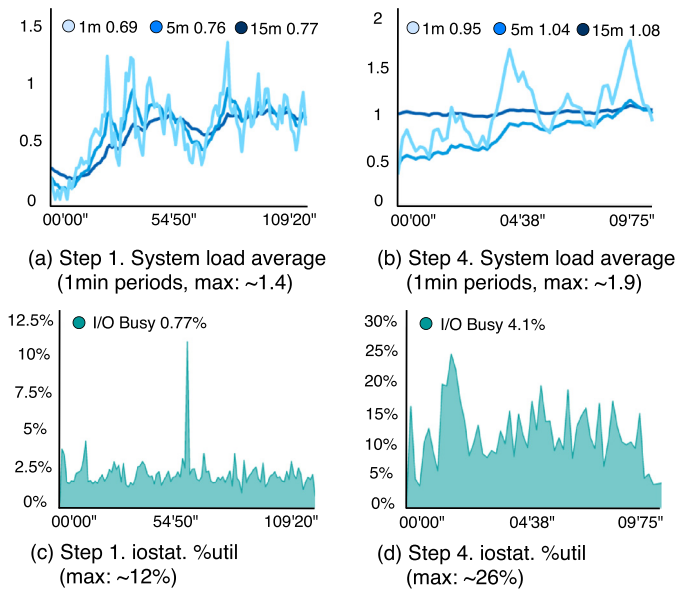 1.5
1m 0.69 5m 0.76 15m 0.77
1
0.5
0
00'00" 54'50" 109'20"
(a) Step 1. System load average
(1min periods, max: ~1.4)
2
1m 0.95 5m 1.04 15m 1.08
1.5
1
0.5
0
00'00" 04'38" 09'75"
(b) Step 4. System load average
(1min periods, max: ~1.9)
12.5%
I/O Busy 0.77%
10%
7.5%
5%
2.5%
0%
00'00" 54'50" 109'20"
(c) Step 1. iostat. %util
(max: ~12%)
30%
I/O Busy 4.1%
25%
20%
15%
10%
5%
0%
00'00" 04'38" 09'75"
(d) Step 4. iostat. %util
(max: ~26%)